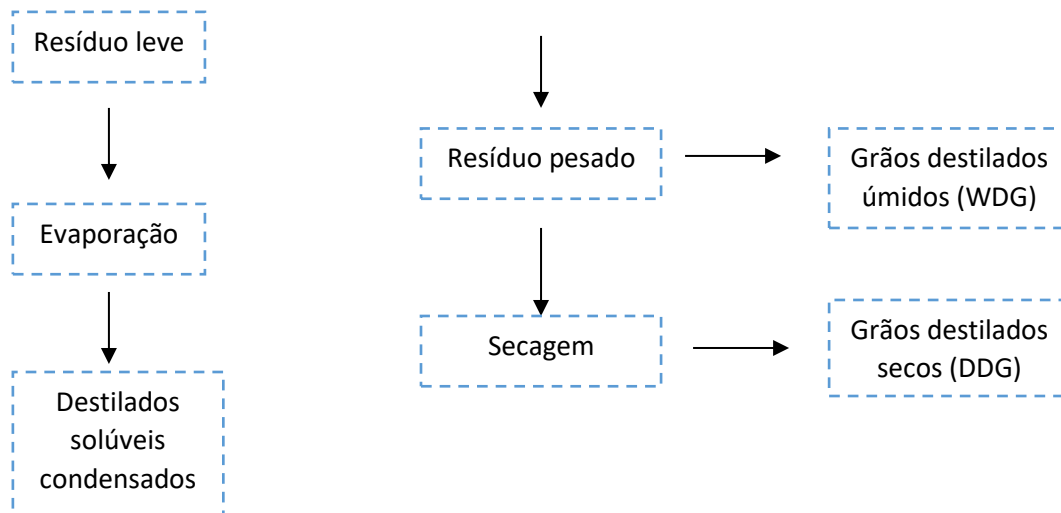 Resíduo leve
Evaporação
Destilados
solúveis
condensados
Resíduo pesado
Grãos destilados
úmidos (WDG)
Secagem
Grãos destilados
secos (DDG)